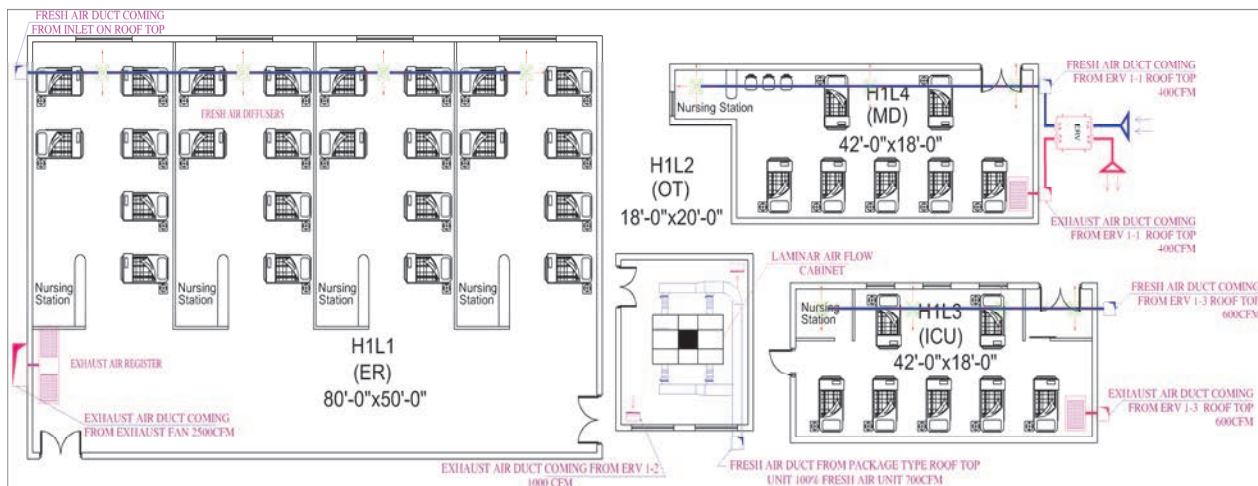 FRESH AIR DUCT COMING
FROM INLET ON ROOF TOP
FRESH AIR DIFFUSERS
Nursing
Station
Nursing
Station
Nursing
Station
Nursing
Station
EXHAUST AIR REGISTER
H1L1
(ER)
80'-0"x50'-0"
EXHAUST AIR DUCT COMING
FROM EXHAUST FAN 2500CFM
H1L2
(OT)
18'-0"x20'-0"
LAMINAR AIR FLOW
CABINET
EXHAUST AIR DUCT COMING FROM ERV 1-2
1000 CFM
FRESH AIR DUCT FROM PACKAGE TYPE ROOF TOP
UNIT 100% FRESH AIR UNIT 700CFM
Nursing Station
H1L4
(MD)
42'-0"x18'-0"
FRESH AIR DUCT COMING
FROM ERV 1-1 ROOF TOP
400CFM
ERV
EXHAUST AIR DUCT COMING
FROM ERV 1-1 ROOF TOP
400CFM
Nursing
Station
H1L3
(ICU)
42'-0"x18'-0"
FRESH AIR DUCT COMING
FROM ERV 1-3 ROOF TOP
600CFM
EXHAUST AIR DUCT COMING
FROM ERV 1-3 ROOF TOP
600CFM